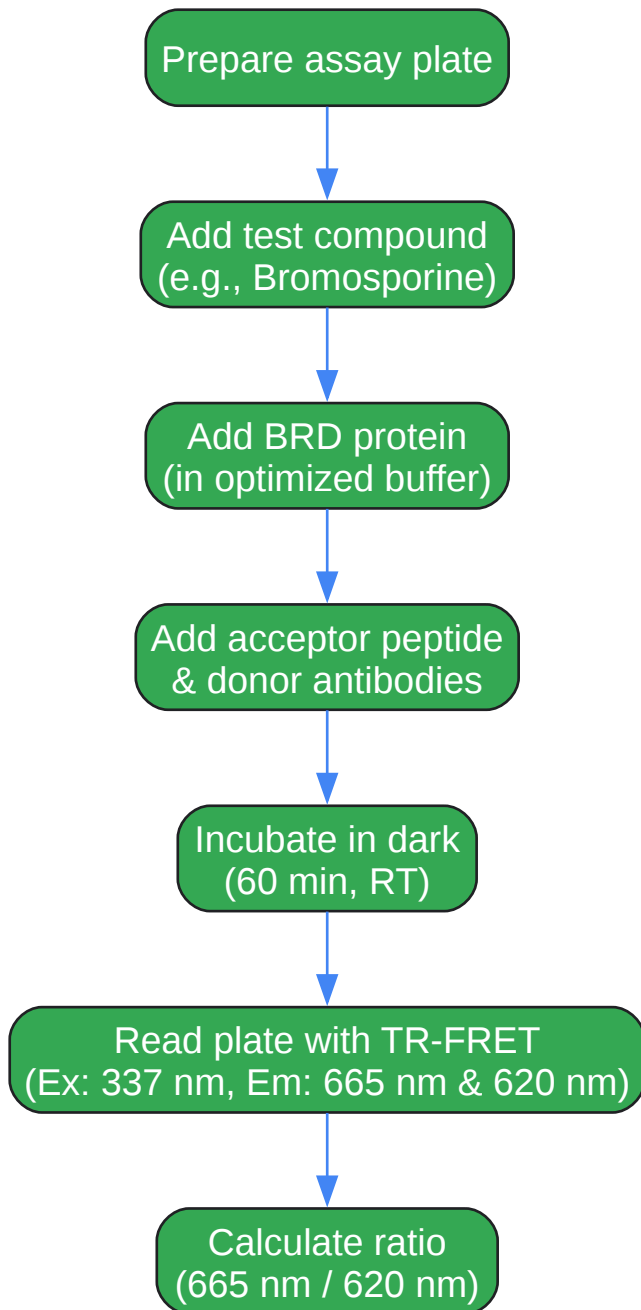 Prepare assay plate
Add test compound
(e.g., Bromosporine)
Add BRD protein
(in optimized buffer)
Add acceptor peptide
& donor antibodies
Incubate in dark
(60 min, RT)
Read plate with TR-FRET
(Ex: 337 nm, Em: 665 nm & 620 nm)
Calculate ratio
(665 nm / 620 nm)